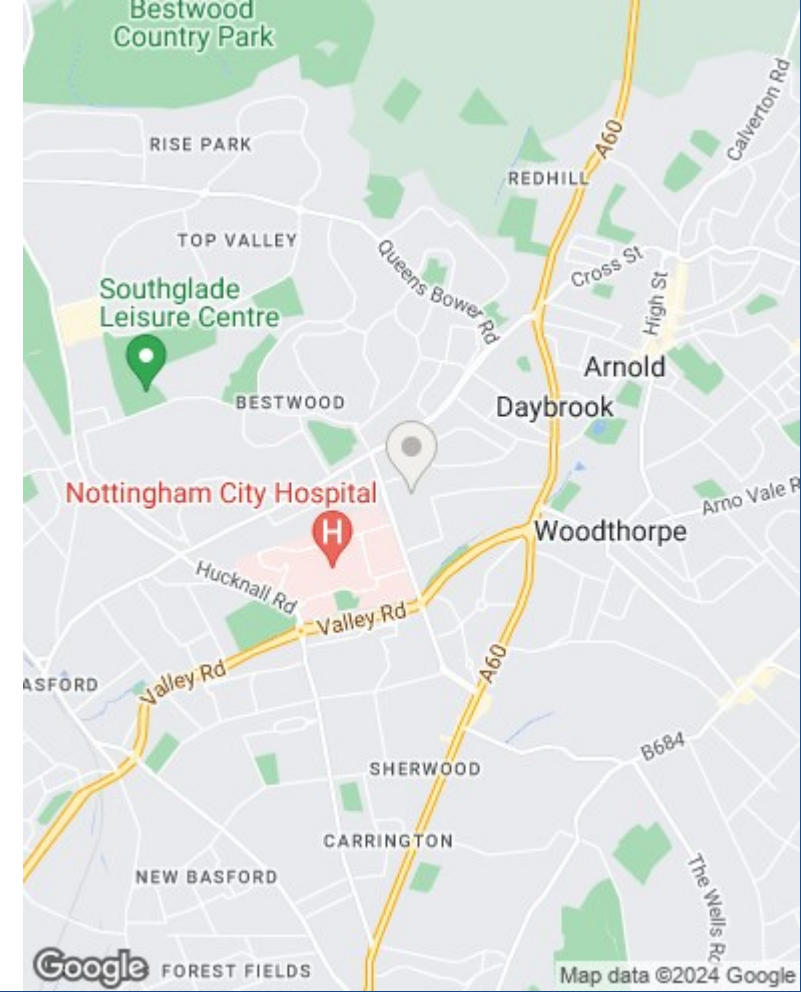 Bestwood
Country Park
Calverton Rd
A60
RISE PARK
REDHILL
TOP VALLEY
Queens Bower Rd
Cross St
Southglade
Leisure Centre
High St
Arnold
BESTWOOD
Daybrook
Nottingham City Hospital
H
Arno Vale R
Woodthorpe
Hucknall Rd
Valley Rd
Valley Rd
A60
ASFORD
B684
SHERWOOD
CARRINGTON
NEW BASFORD
The Wells Rd
Google
FOREST FIELDS
Map data ©2024 Google